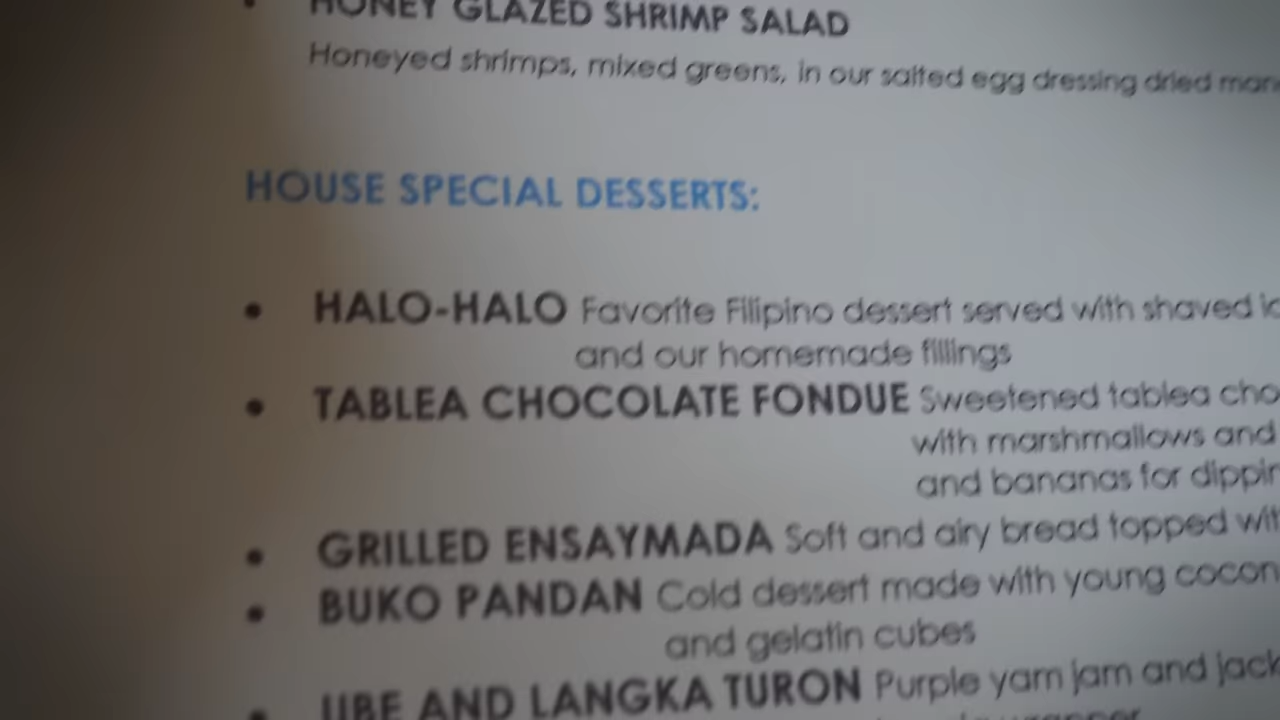 HONEY GLAZED SHRIMP SALAD
Honeyed shrimps, mixed greens, in our salted egg dressing dried
HOUSE SPECIAL DESSERTS:
• HALO-HALO Favorite Filipino dessert served with shaved
and our homemade fillings
• TABLEA CHOCOLATE FONDUE Sweetened tablea
with marshmallows and
and bananas for
• GRILLED ENSAYMADA Soft and airy bread topped
• BUKO PANDAN Cold dessert made with young
and gelatin cubes
• UBE AND LANGKA TURON Purple yam jam and